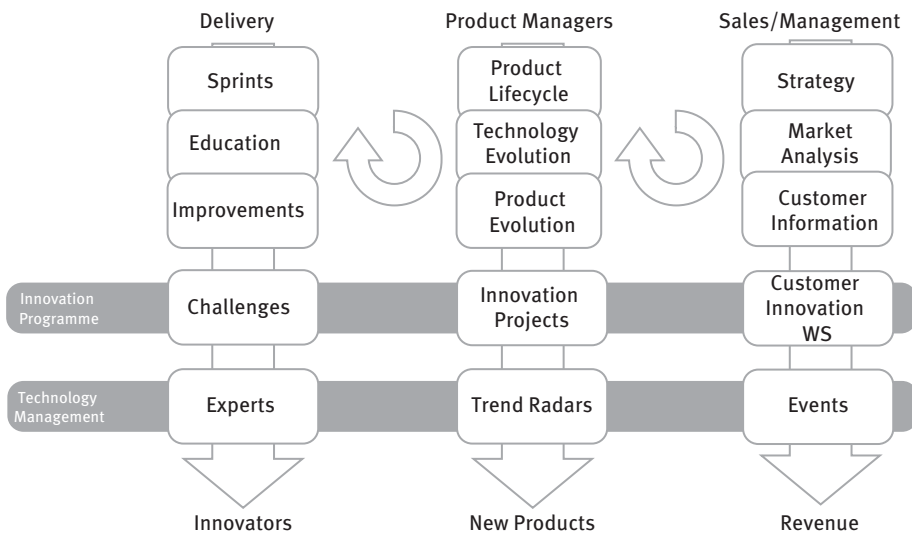 Delivery
Product Managers
Sales/Management
Sprints
Product
Lifecycle
Strategy
Education
Technology
Evolution
Market
Analysis
Improvements
Product
Evolution
Customer
Information
Innovation
Programme
Challenges
Innovation
Projects
Customer
Innovation
WS
Technology
Management
Experts
Trend Radars
Events
Innovators
New Products
Revenue